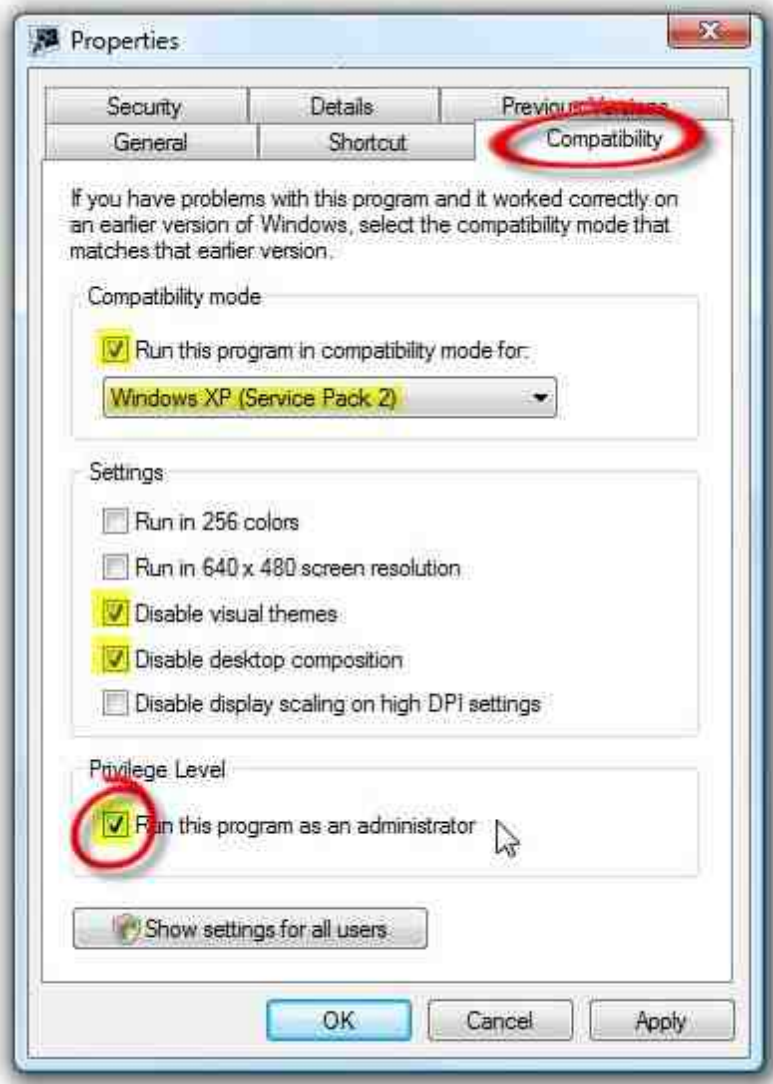 Properties
Security Details Previous Versions
General Shortcut Compatibility
If you have problems with this program and it worked correctly on
an earlier version of Windows, select the compatibility mode that
matches that earlier version.
Compatibility mode
Run this program in compatibility mode for:
Windows XP (Service Pack 2)
Settings
Run in 256 colors
Run in 640 x 480 screen resolution
Disable visual themes
Disable desktop composition
Disable display scaling on high DPI settings
Privilege Level
Run this program as an administrator
Show settings for all users
OK Cancel Apply